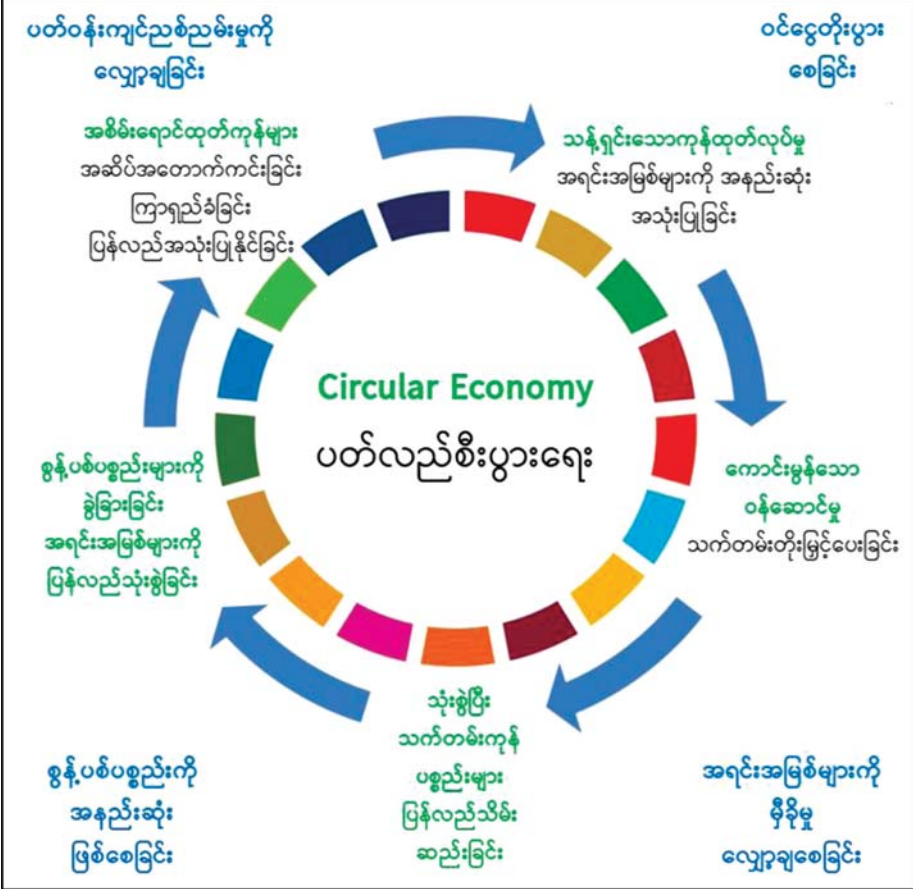 ပတ်ဝန်းကျင်ညစ်ညမ်းမှုကို
လျှော့ချခြင်း
ဝင်ငွေတိုးပွား
စေခြင်း
အစိမ်းရောင်ထုတ်ကုန်များ
အဆိပ်အတောက်ကင်းခြင်း
ကြာရှည်ခံခြင်း
ပြန်လည်အသုံးပြုနိုင်ခြင်း
သန့်ရှင်းသောကုန်ထုတ်လုပ်မှု
အရင်းအမြစ်များကို အနည်းဆုံး
အသုံးပြုခြင်း
Circular Economy
ပတ်လည်စီးပွားရေး
ကောင်းမွန်သော
ဝန်ဆောင်မှု
သက်တမ်းတိုးမြှင့်ပေးခြင်း
စွန့်ပစ်ပစ္စည်းများကို
ခွဲခြားခြင်း
အရင်းအမြစ်များကို
ပြန်လည်သုံးစွဲခြင်း
သုံးစွဲပြီး
သက်တမ်းကုန်
ပစ္စည်းများ
ပြန်လည်သိမ်း
ဆည်းခြင်း
စွန့်ပစ်ပစ္စည်းကို
အနည်းဆုံး
ဖြစ်စေခြင်း
အရင်းအမြစ်များကို
မှီခိုမှု
လျှော့ချစေခြင်း